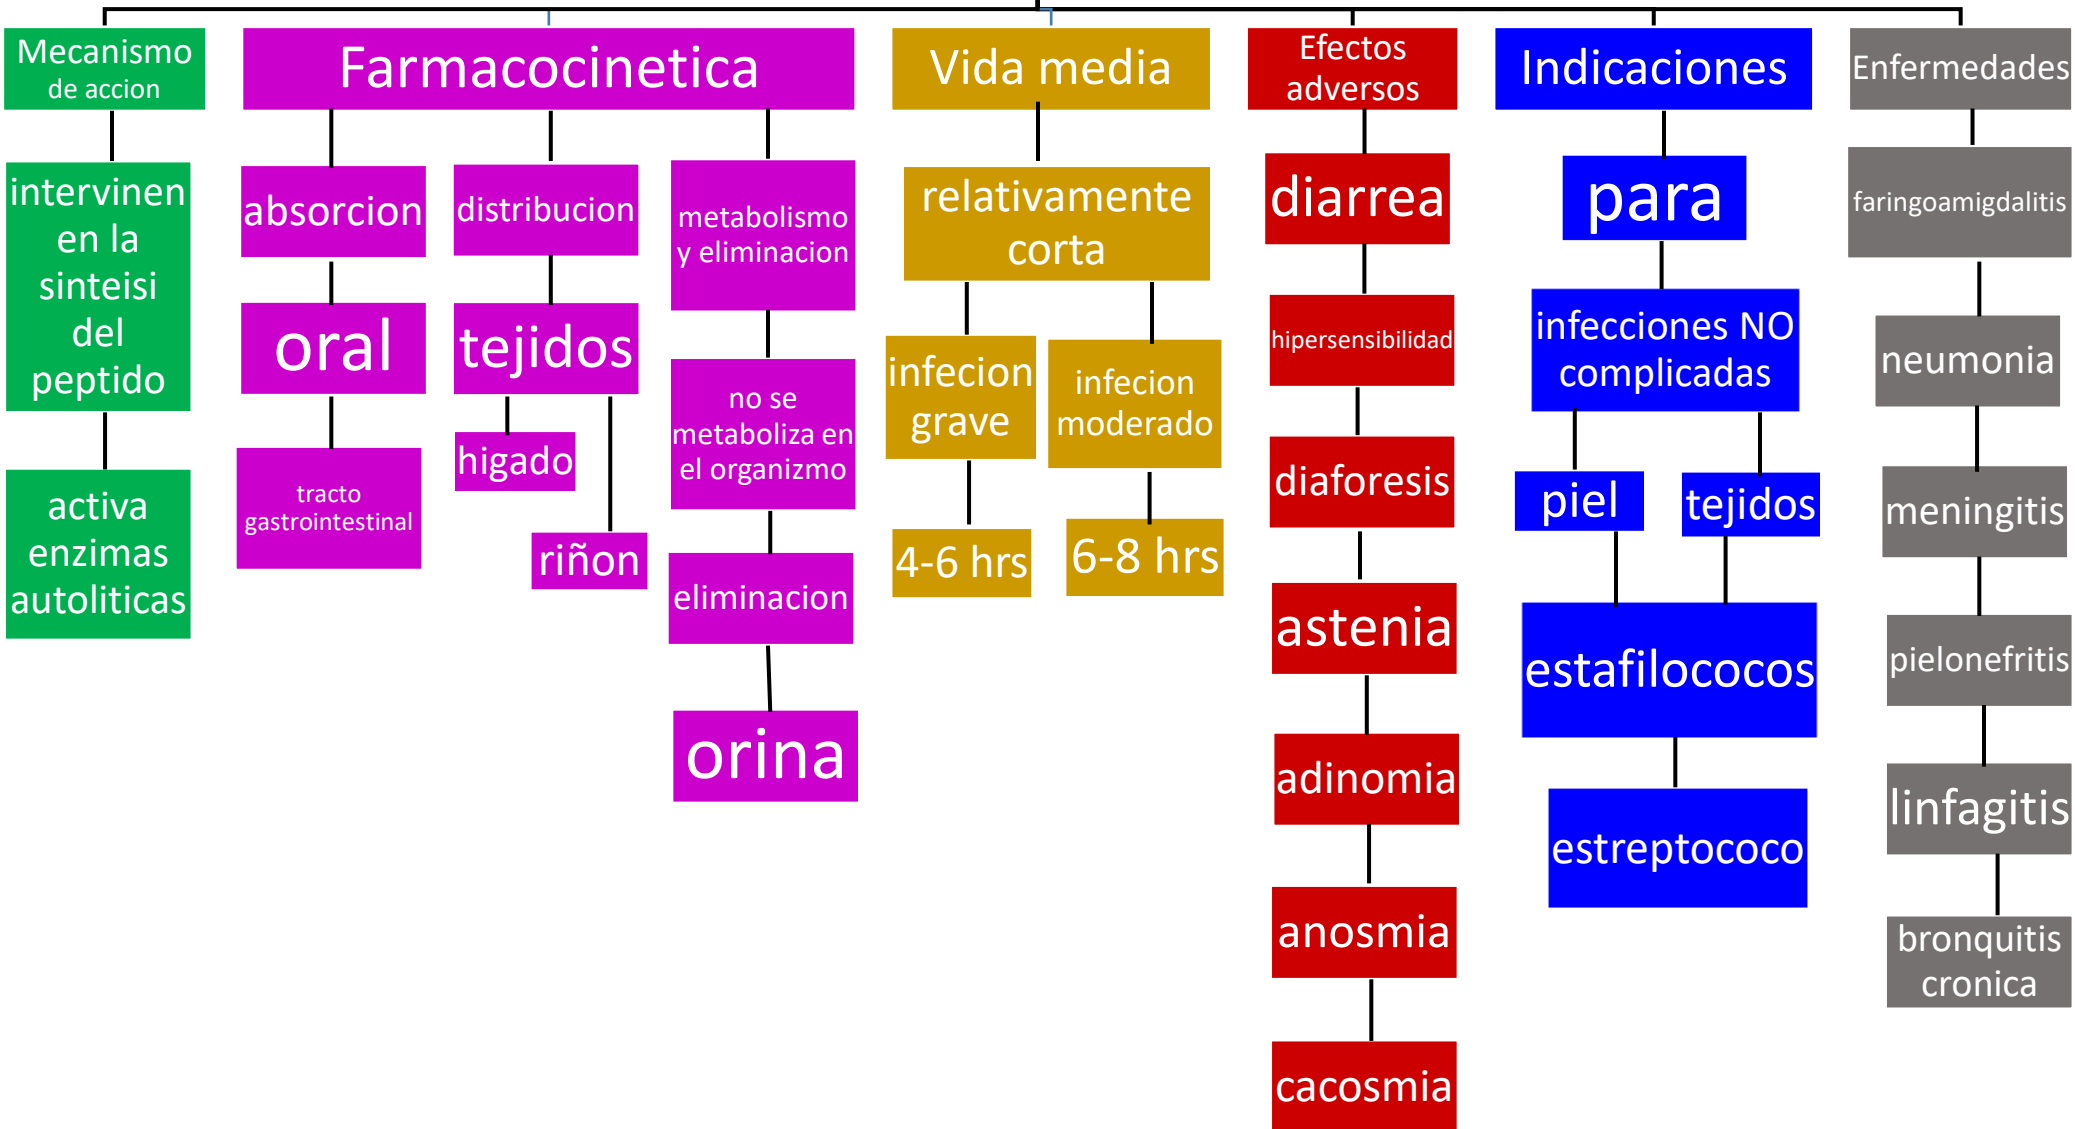 Mecanismo
de accion
intervinen
en la
sinteisi
del
peptido
activa
enzimas
autoliticas
Farmacocinetica
absorcion
oral
tracto
gastrointestinal
distribucion
tejidos
higado
riñon
metabolismo
y eliminacion
no se
metaboliza en
el organizmo
eliminacion
orina
Vida media
relativamente
corta
infecion
grave
4-6 hrs
infecion
moderado
6-8 hrs
Efectos
adversos
diarrea
hipersensibilidad
diaforesis
astenia
adinomia
anosmia
cacosmia
Indicaciones
para
infecciones NO
complicadas
piel
tejidos
estafilococos
estreptococo
Enfermedades
faringoamigdalitis
neumonia
meningitis
pielonefritis
linfagitis
bronquitis
cronica